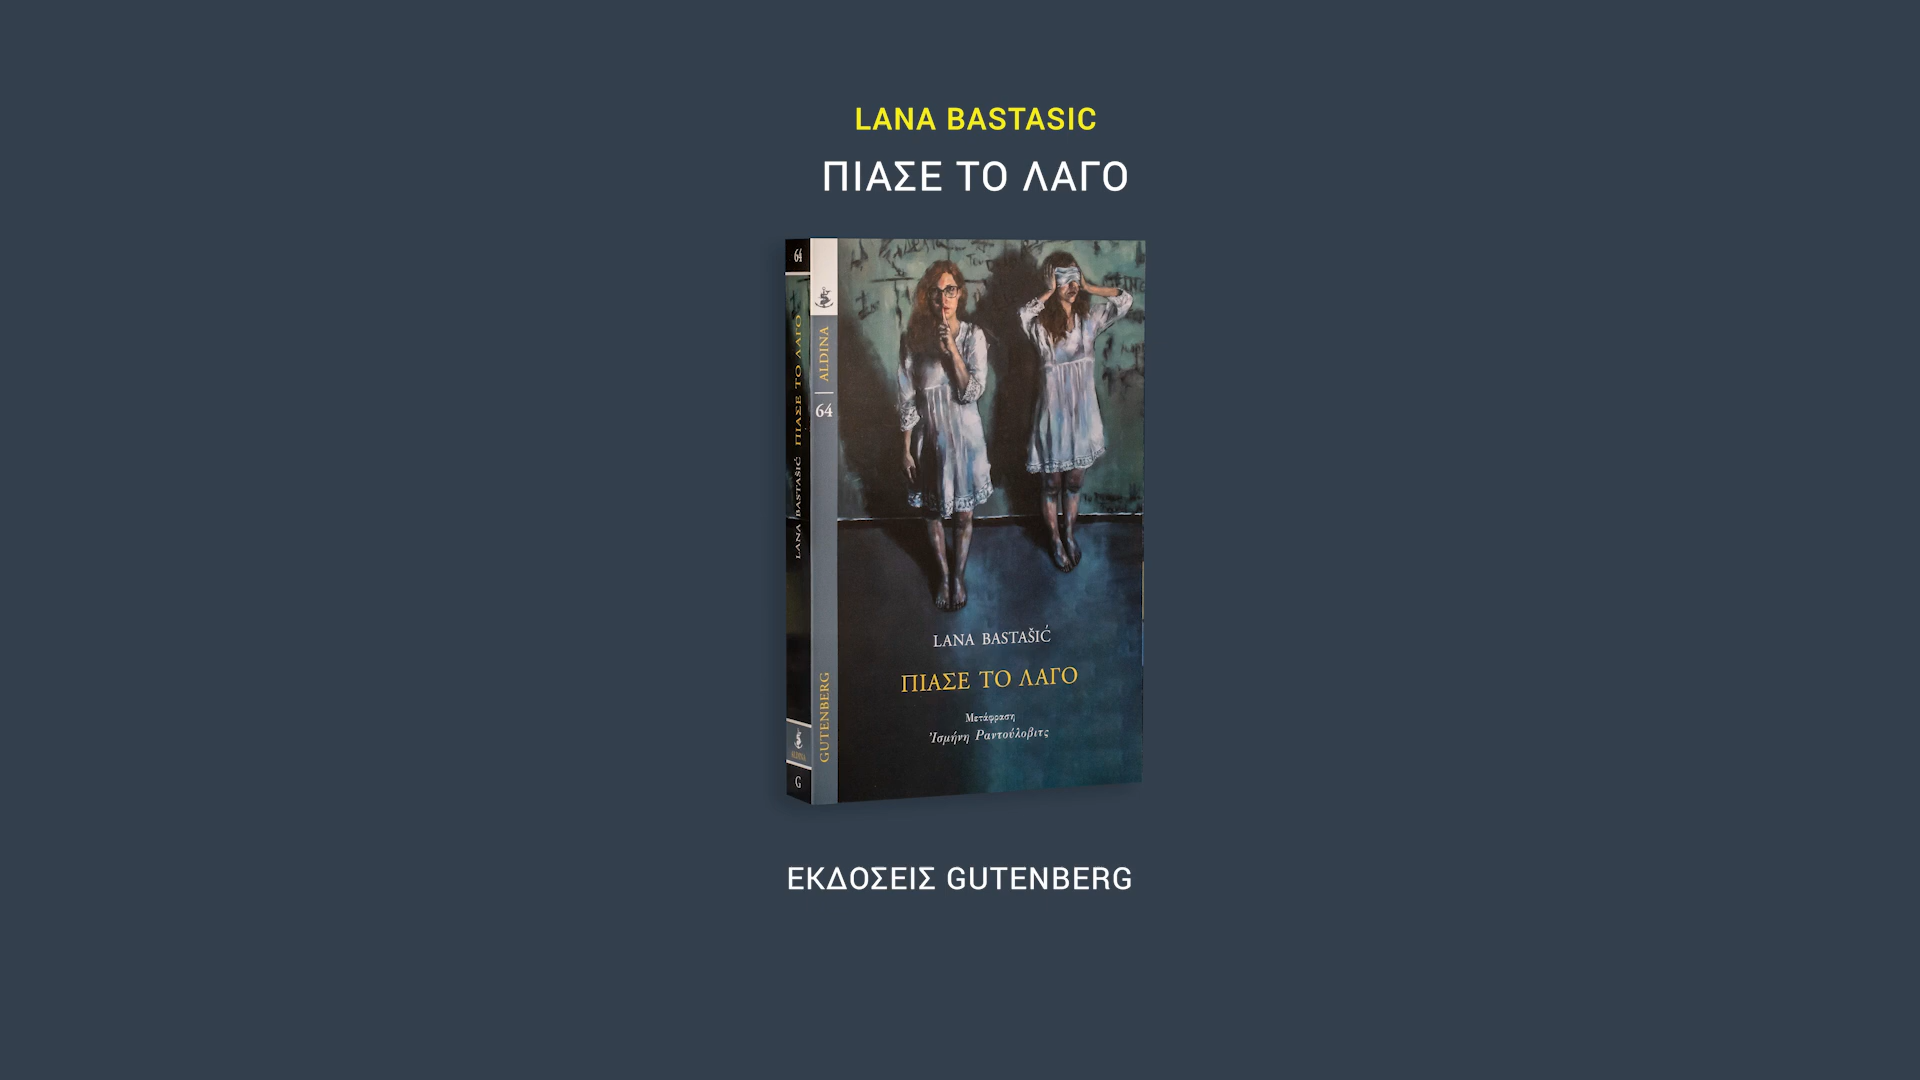 LANA BASTASIC
ΠΙΑΣΕ ΤΟ ΛΑΓΟ
64
LANA BASTAŠIĆ ΠΙΑΣΕ ΤΟ ΛΑΓΟ
ALDINA
G
ALDINA
64
GUTENBERG
LANA BASTAŠIĆ
ΠΙΑΣΕ ΤΟ ΛΑΓΟ
Μετάφραση
Ἰσμήνη Ραντούλοβιτς
ΕΚΔΟΣΕΙΣ GUTENBERG